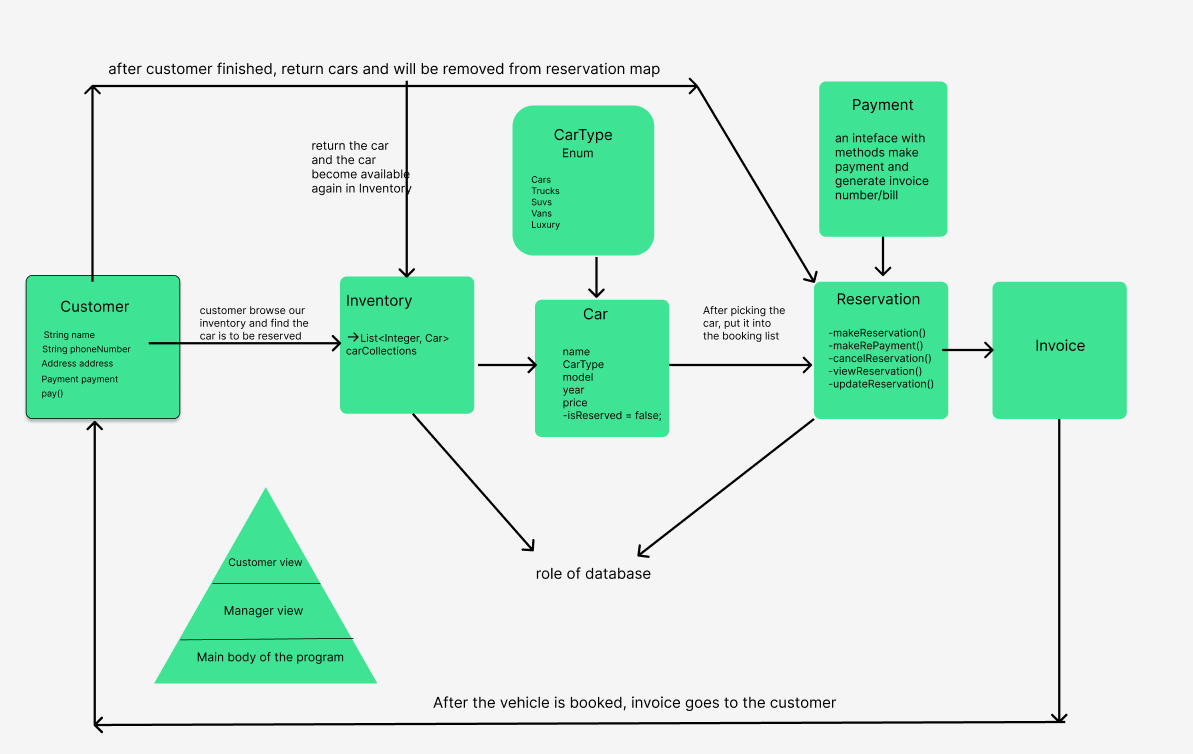 after customer finished, return cars and will be removed from reservation map
return the car
and the car
become available
again in Inventory
CarType
Enum
Cars
Trucks
Suvs
Vans
Luxury
Payment
an inteface with
methods make
payment and
generate invoice
number/bill
Customer
String name
String phoneNumber
Address address
Payment payment
pay()
customer browse our
inventory and find the
car is to be reserved
Inventory
→List<Integer, Car>
carCollections
Car
name
CarType
model
year
price
-isReserved = false;
After picking the
car, put it into
the booking list
Reservation
-makeReservation()
-makeRePayment()
-cancelReservation()
-viewReservation()
-updateReservation()
Invoice
role of database
Customer view
Manager view
Main body of the program
After the vehicle is booked, invoice goes to the customer